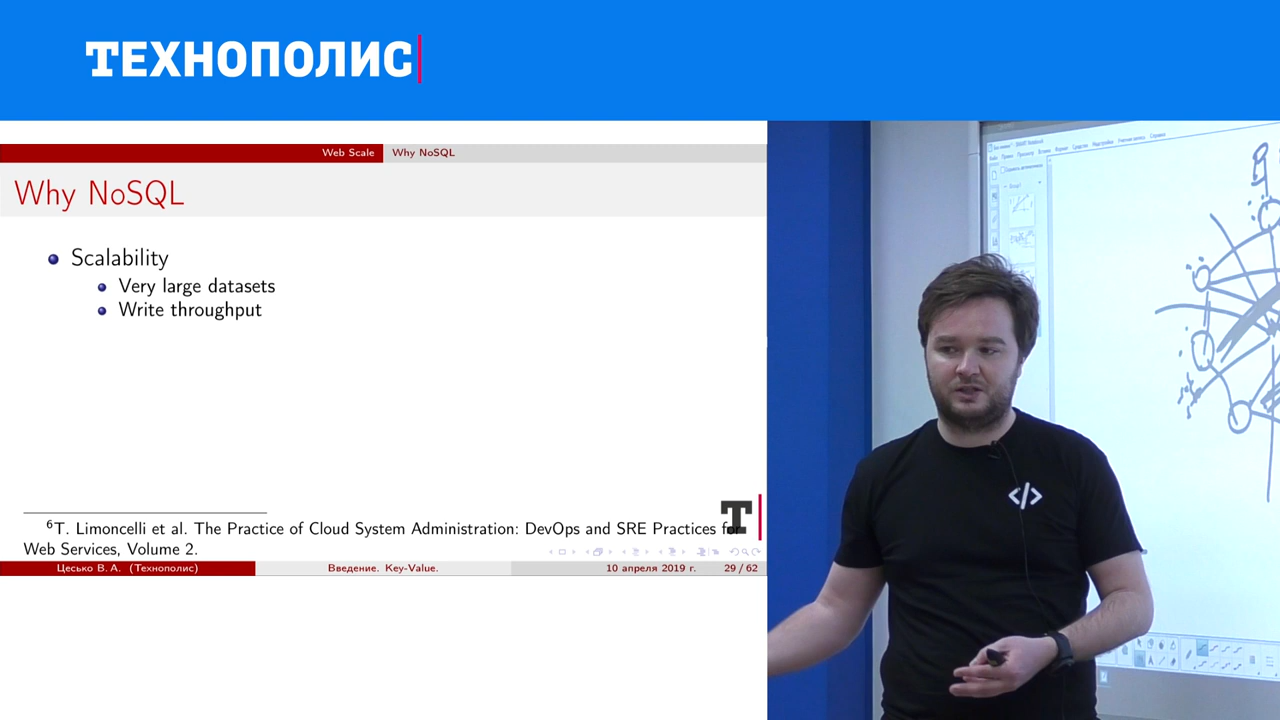 ТЕХНОПОЛИС
Web Scale
Why NoSQL
Why NoSQL
Scalability
Very large datasets
Write throughput
6T. Limoncelli et al. The Practice of Cloud System Administration: DevOps and SRE Practices for
Web Services, Volume 2.
T
Цесько В. А. (Технополис)
Введение. Key-Value.
10 апреля 2019 г.
29 / 62
</>